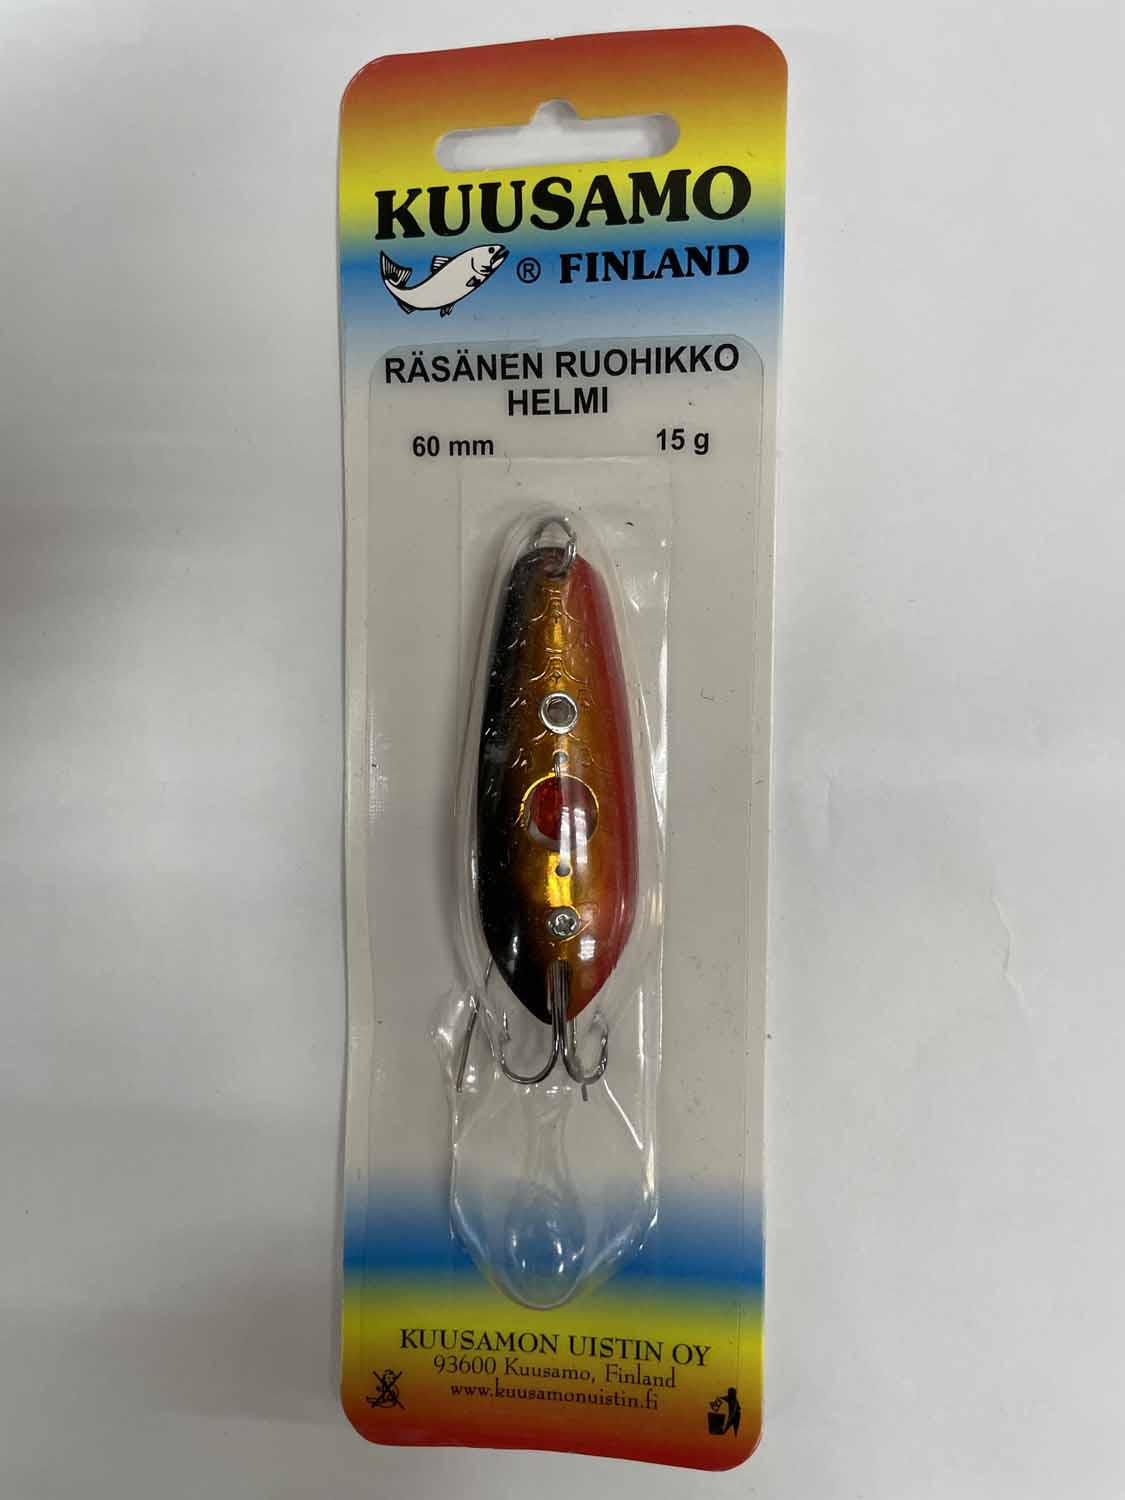 KUUSAMO
® FINLAND
RÄSÄNEN RUOHIKKO
HELMI
60 mm 15 g
KUUSAMON UISTIN OY
93600 Kuusamo, Finland
www.kuusamonuistin.fi